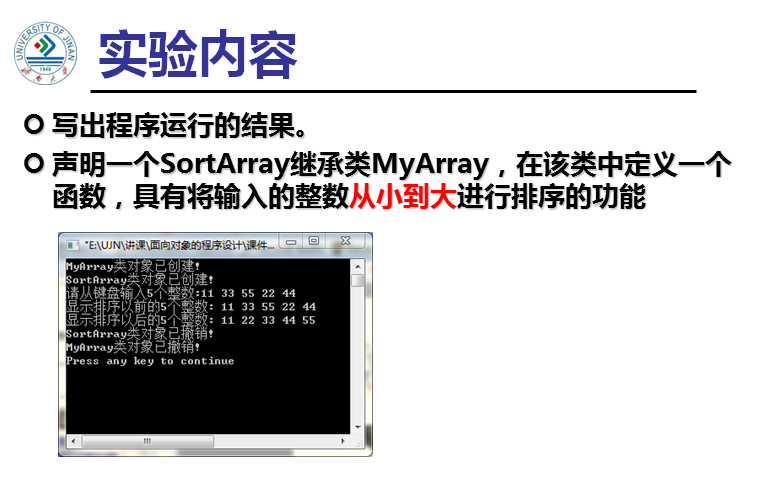 UNIVERSITY OF JINAN
1948
实验内容
写出程序运行的结果。
声明一个SortArray继承类MyArray，在该类中定义一个
函数，具有将输入的整数从小到大进行排序的功能
"E:\UJN\讲课\面向对象的程序设计\课件...
MyArray类对象已创建!
SortArray类对象已创建!
请从键盘输入5个整数:11 33 55 22 44
显示排序以前的5个整数: 11 33 55 22 44
显示排序以后的5个整数: 11 22 33 44 55
SortArray类对象已撤销!
MyArray类对象已撤销!
Press any key to continue